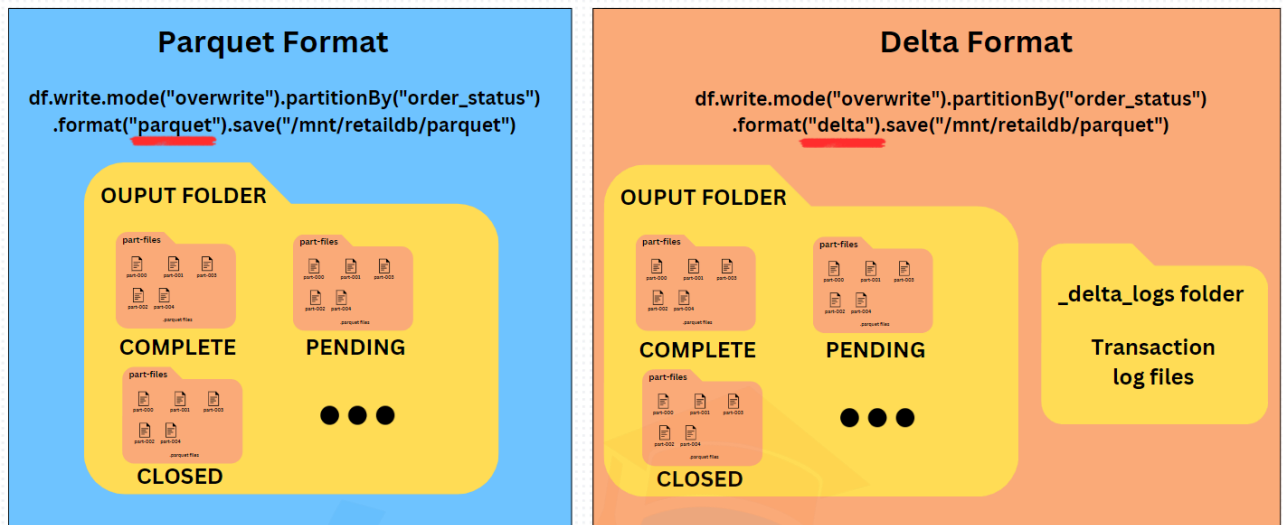 Parquet Format
df.write.mode("overwrite").partitionBy("order_status")
.format("parquet").save("/mnt/retaildb/parquet")
OUPUT FOLDER
part-files
part-000 part-001 part-003
part-002 part-004
.parquet files
COMPLETE
part-files
part-000 part-001 part-003
part-002 part-004
.parquet files
PENDING
part-files
part-000 part-001 part-003
part-002 part-004
.parquet files
CLOSED
Delta Format
df.write.mode("overwrite").partitionBy("order_status")
.format("delta").save("/mnt/retaildb/parquet")
OUPUT FOLDER
part-files
part-000 part-001 part-003
part-002 part-004
.parquet files
COMPLETE
part-files
part-000 part-001 part-003
part-002 part-004
.parquet files
PENDING
part-files
part-000 part-001 part-003
part-002 part-004
.parquet files
CLOSED
_delta_logs folder
Transaction
log files